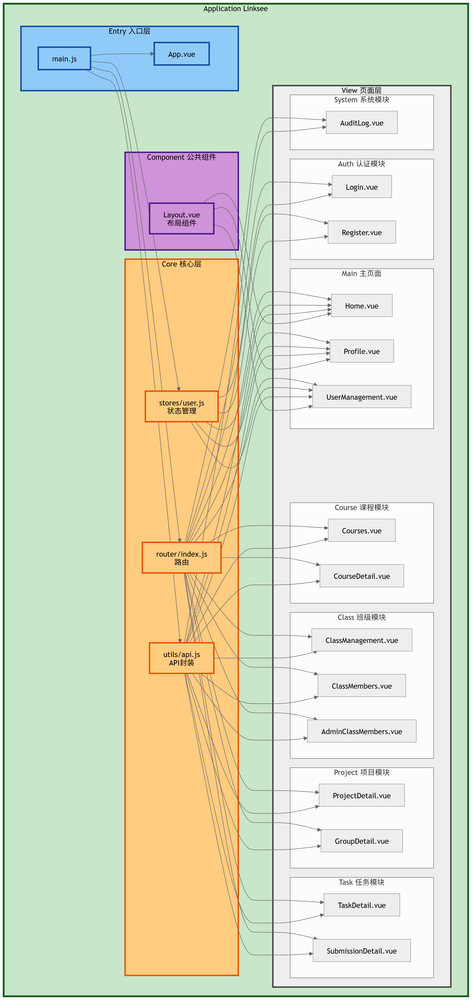 Application Linksee
Entry 入口层
main.js
App.vue
Component 公共组件
Layout.vue
布局组件
Core 核心层
stores/user.js
状态管理
router/index.js
路由
utils/api.js
API封装
View 页面层
System 系统模块
AuditLog.vue
Auth 认证模块
Login.vue
Register.vue
Main 主页面
Home.vue
Profile.vue
UserManagement.vue
Course 课程模块
Courses.vue
CourseDetail.vue
Class 班级模块
ClassManagement.vue
ClassMembers.vue
AdminClassMembers.vue
Project 项目模块
ProjectDetail.vue
GroupDetail.vue
Task 任务模块
TaskDetail.vue
SubmissionDetail.vue